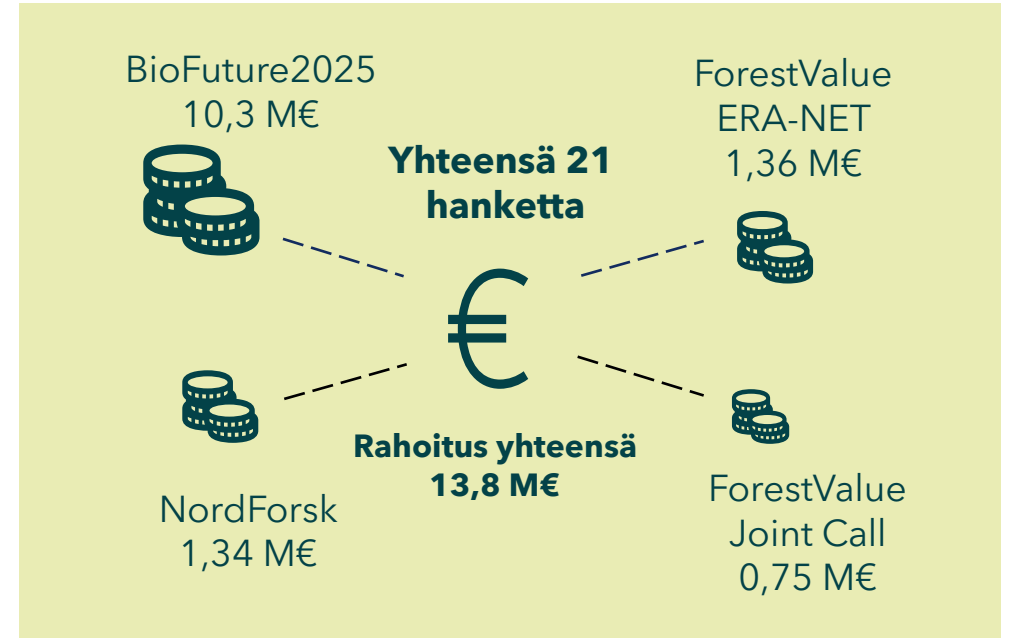 BioFuture2025
10,3 M€
ForestValue
ERA-NET
1,36 M€
Yhteensä 21
hanketta
€
Rahoitus yhteensä
13,8 M€
NordForsk
1,34 M€
ForestValue
Joint Call
0,75 M€